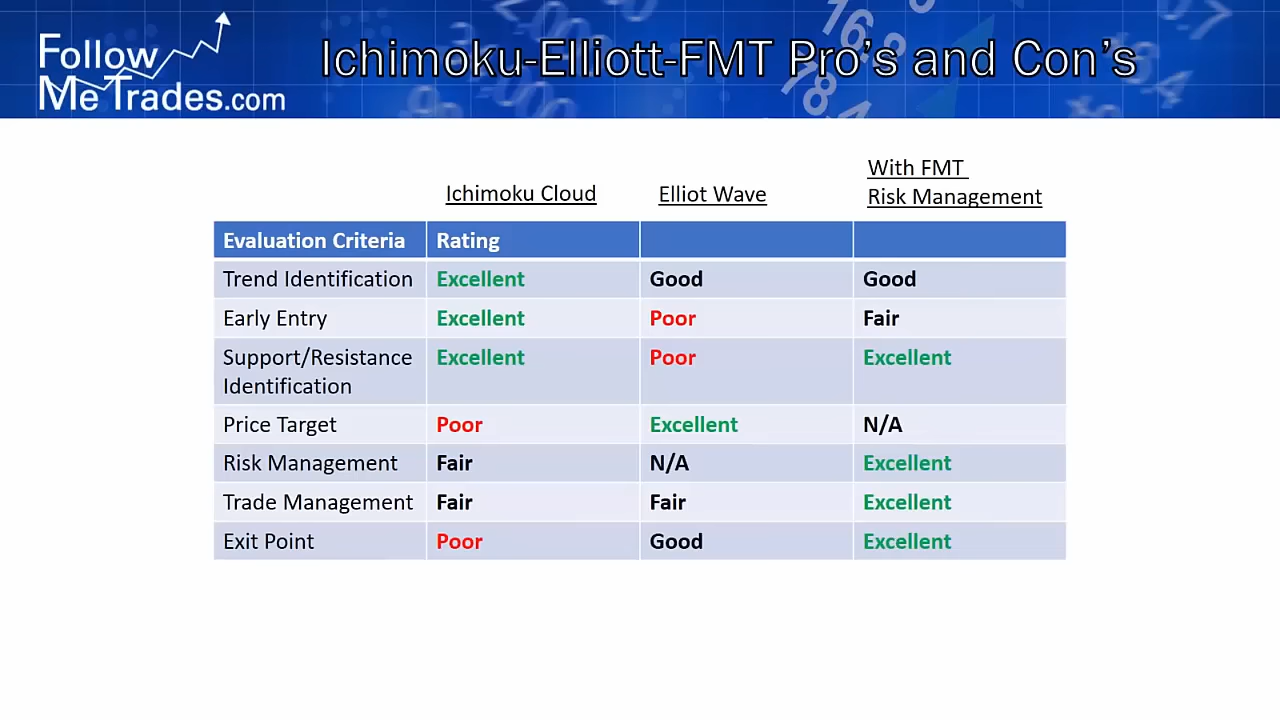 Follow
Me Trades.com
Ichimoku-Elliott-FMT Pro's and Con's
Ichimoku Cloud
Elliot Wave
With FMT
Risk Management
Evaluation Criteria Rating
Trend Identification Excellent Good Good
Early Entry Excellent Poor Fair
Support/Resistance Excellent Poor Excellent
Identification
Price Target Poor Excellent N/A
Risk Management Fair N/A Excellent
Trade Management Fair Fair Excellent
Exit Point Poor Good Excellent